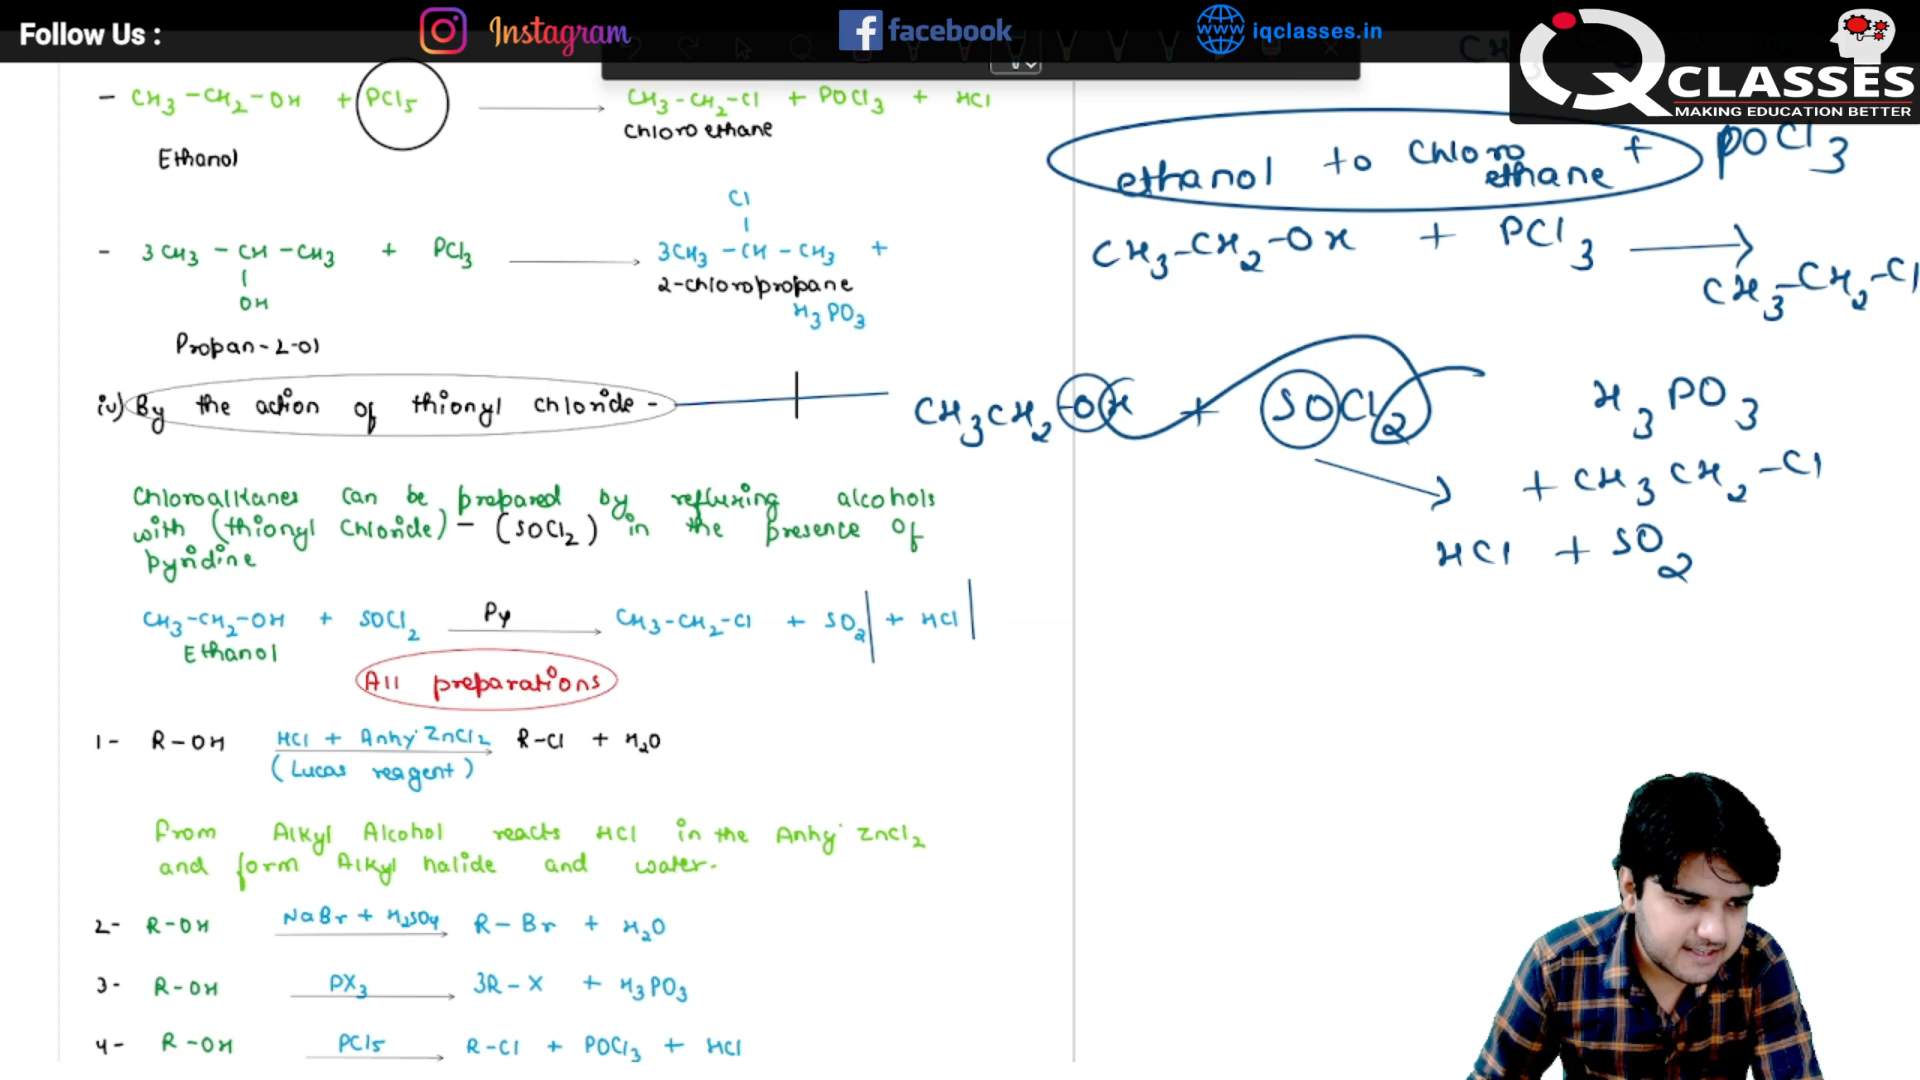 Follow Us :
Instagram
facebook
iqclasses.in
IQ CLASSES
MAKING EDUCATION BETTER
- CH3 - CH2 - OH + PCl5 ⟶ CH3 - CH2 - Cl + POCl3 + HCl
Chloro ethane
Ethanol
Cl
- 3CH3 - CH - CH3 + PCl3 ⟶ 3CH3 - CH - CH3 +
OH
2-chloropropane
H3PO3
Propan-2-ol
iv) By the action of thionyl chloride -
Chloroalkanes can be prepared by refluxing alcohols
with (thionyl Chloride) - (SOCl2) in the presence of
pyridine
CH3-CH2-OH + SOCl2 Py ⟶ CH3-CH2-Cl + SO2 + HCl
Ethanol
All preparations
1- R-OH HCl + Anhy ZnCl2 ⟶ R-Cl + H2O
(Lucas reagent)
From Alkyl Alcohol reacts HCl in the Anhy ZnCl2
and form Alkyl halide and water.
2- R-OH NaBr + H2SO4 ⟶ R-Br + H2O
3- R-OH PX3 ⟶ 3R-X + H3PO3
4- R-OH PCl5 ⟶ R-Cl + POCl3 + HCl
ethanol to Chloro ethane + POCl3
CH3-CH2-OH + PCl3 ⟶
CH3-CH2-Cl
H3PO3
CH3CH2-OH + SOCl2
⟶ + CH3CH2-Cl
HCl + SO2